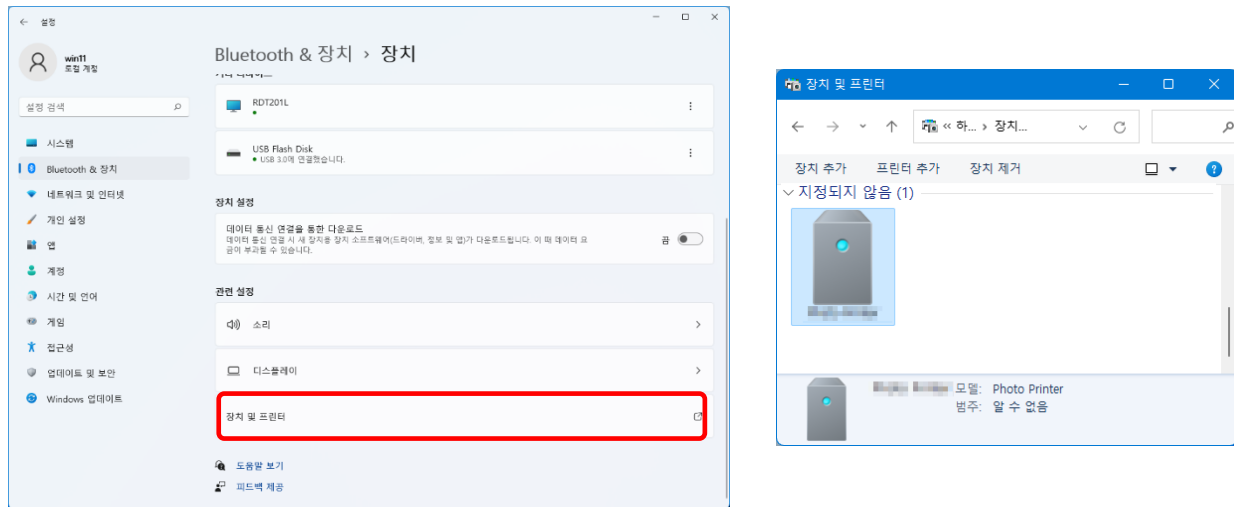 설정
win11
로컬 계정
설정 검색
시스템
Bluetooth & 장치
네트워크 및 인터넷
개인 설정
앱
계정
시간 및 언어
게임
접근성
업데이트 및 보안
Windows 업데이트
Bluetooth & 장치 › 장치
RDT201L
USB Flash Disk
USB 3.0에 연결했습니다.
장치 설정
데이터 통신 연결을 통한 다운로드
데이터 통신 연결 시 새 장치용 장치 소프트웨어(드라이버, 정보 및 앱)가 다운로드됩니다. 이 때 데이터 요
금이 부과될 수 있습니다.
끔
관련 설정
소리
디스플레이
장치 및 프린터
도움말 보기
피드백 제공
장치 및 프린터
« 하... › 장치...
장치 추가 프린터 추가 장치 제거
지정되지 않음 (1)
모델: Photo Printer
범주: 알 수 없음